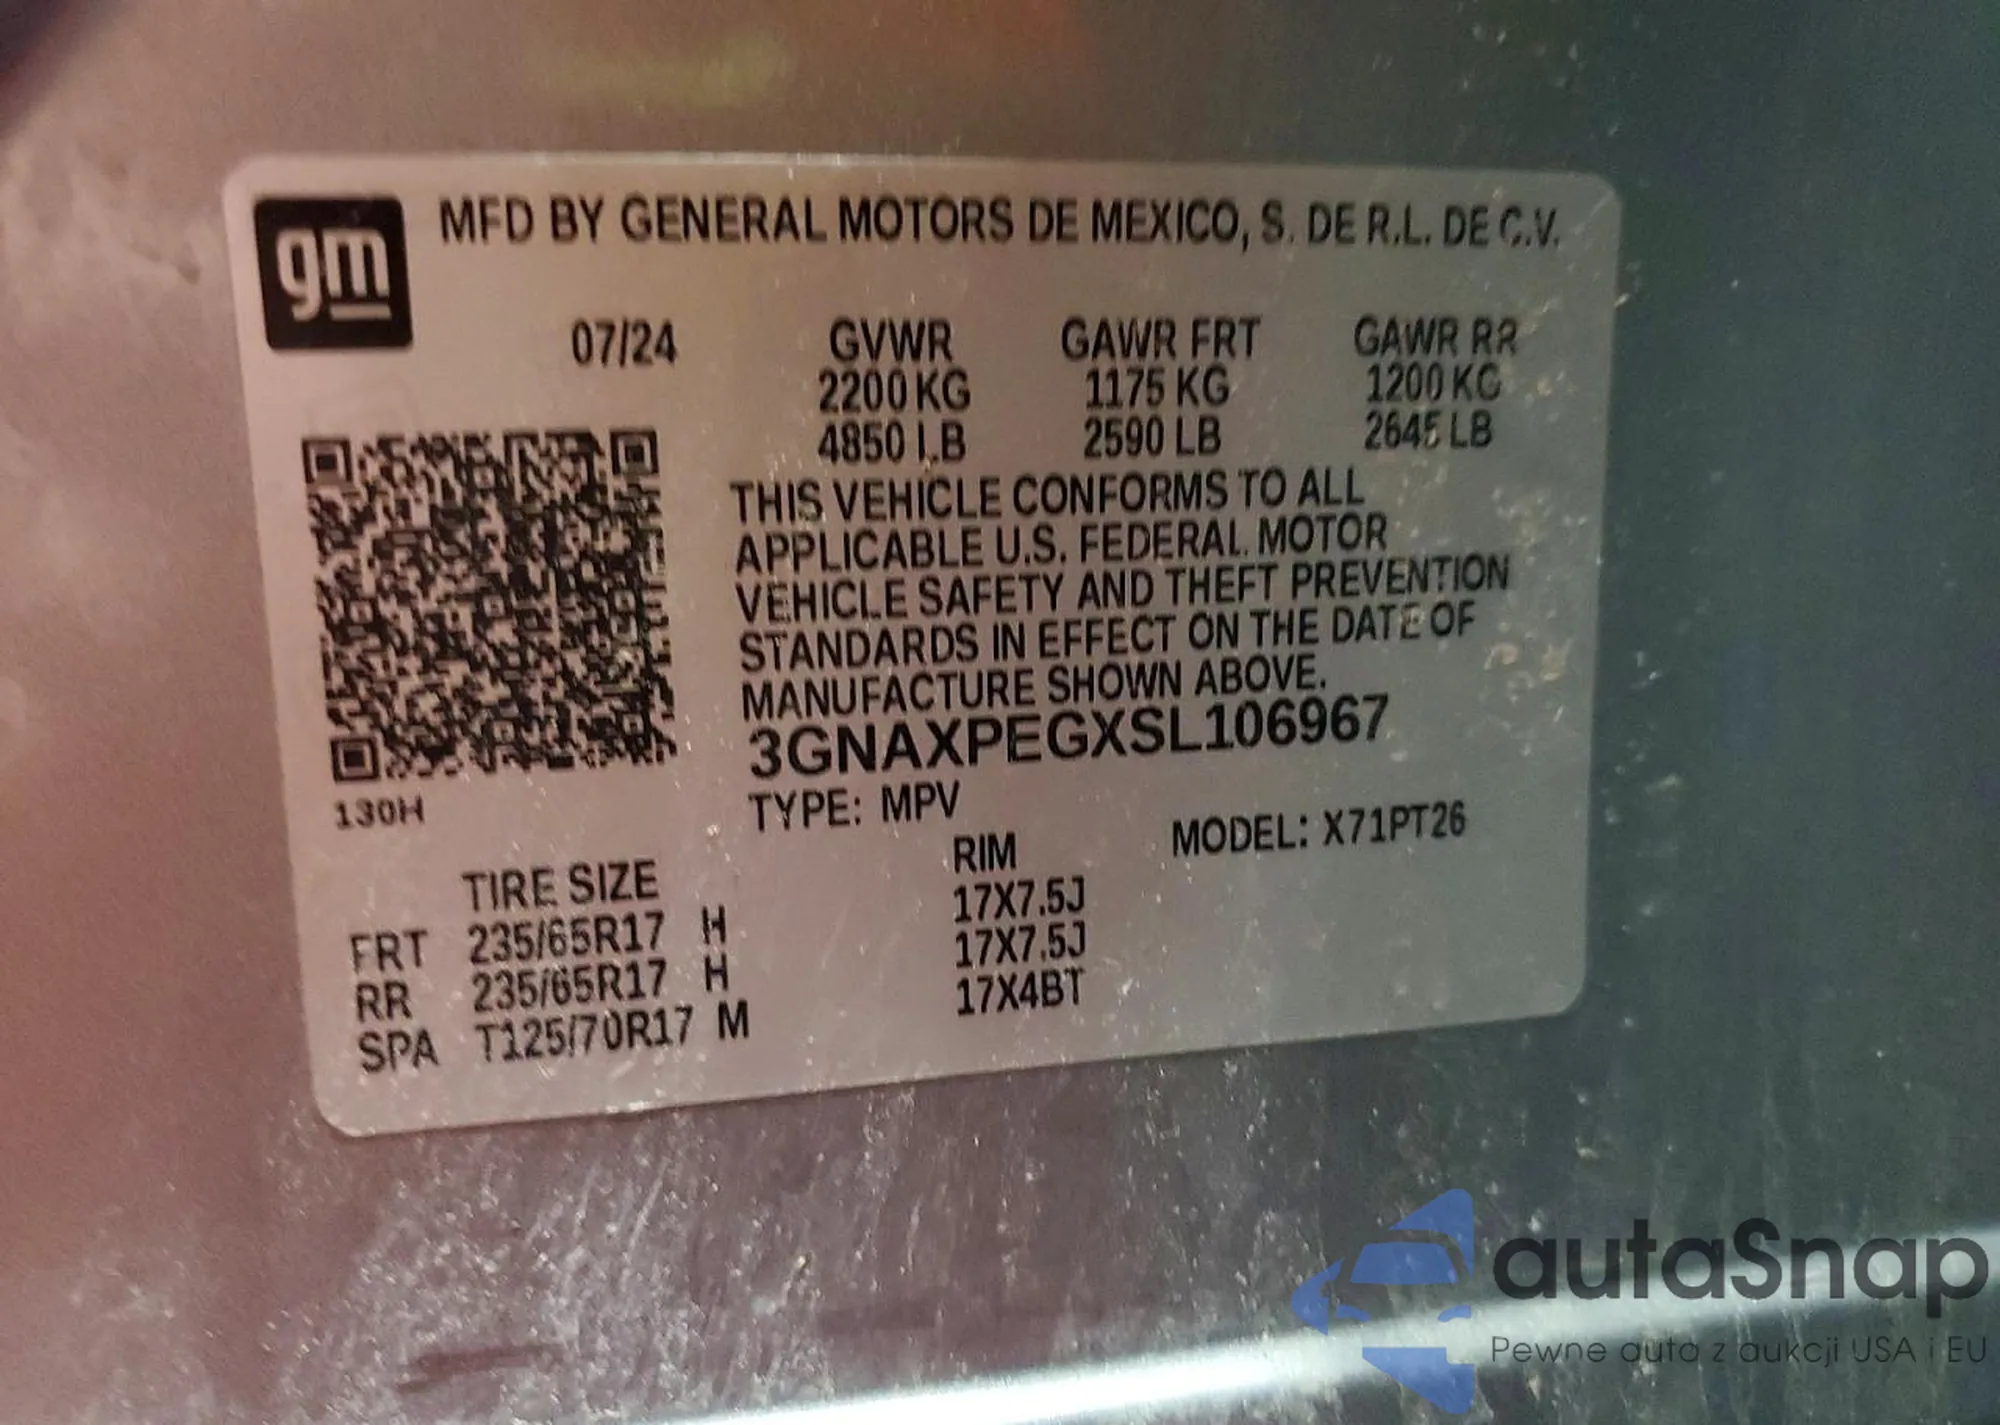 gm
MFD BY GENERAL MOTORS DE MEXICO, S. DE R.L. DE C.V.
07/24 GVWR GAWR FRT GAWR RR
2200 KG 1175 KG 1200 KG
4850 LB 2590 LB 2645 LB
THIS VEHICLE CONFORMS TO ALL
APPLICABLE U.S. FEDERAL MOTOR
VEHICLE SAFETY AND THEFT PREVENTION
STANDARDS IN EFFECT ON THE DATE OF
MANUFACTURE SHOWN ABOVE.
3GNAXPEGXSL106967
130H
TYPE: MPV MODEL: X71PT26
TIRE SIZE RIM
FRT 235/65R17 H 17X7.5J
RR 235/65R17 H 17X7.5J
SPA T125/70R17 M 17X4BT
autaSnap
Pewne auta z aukcji USA i EU